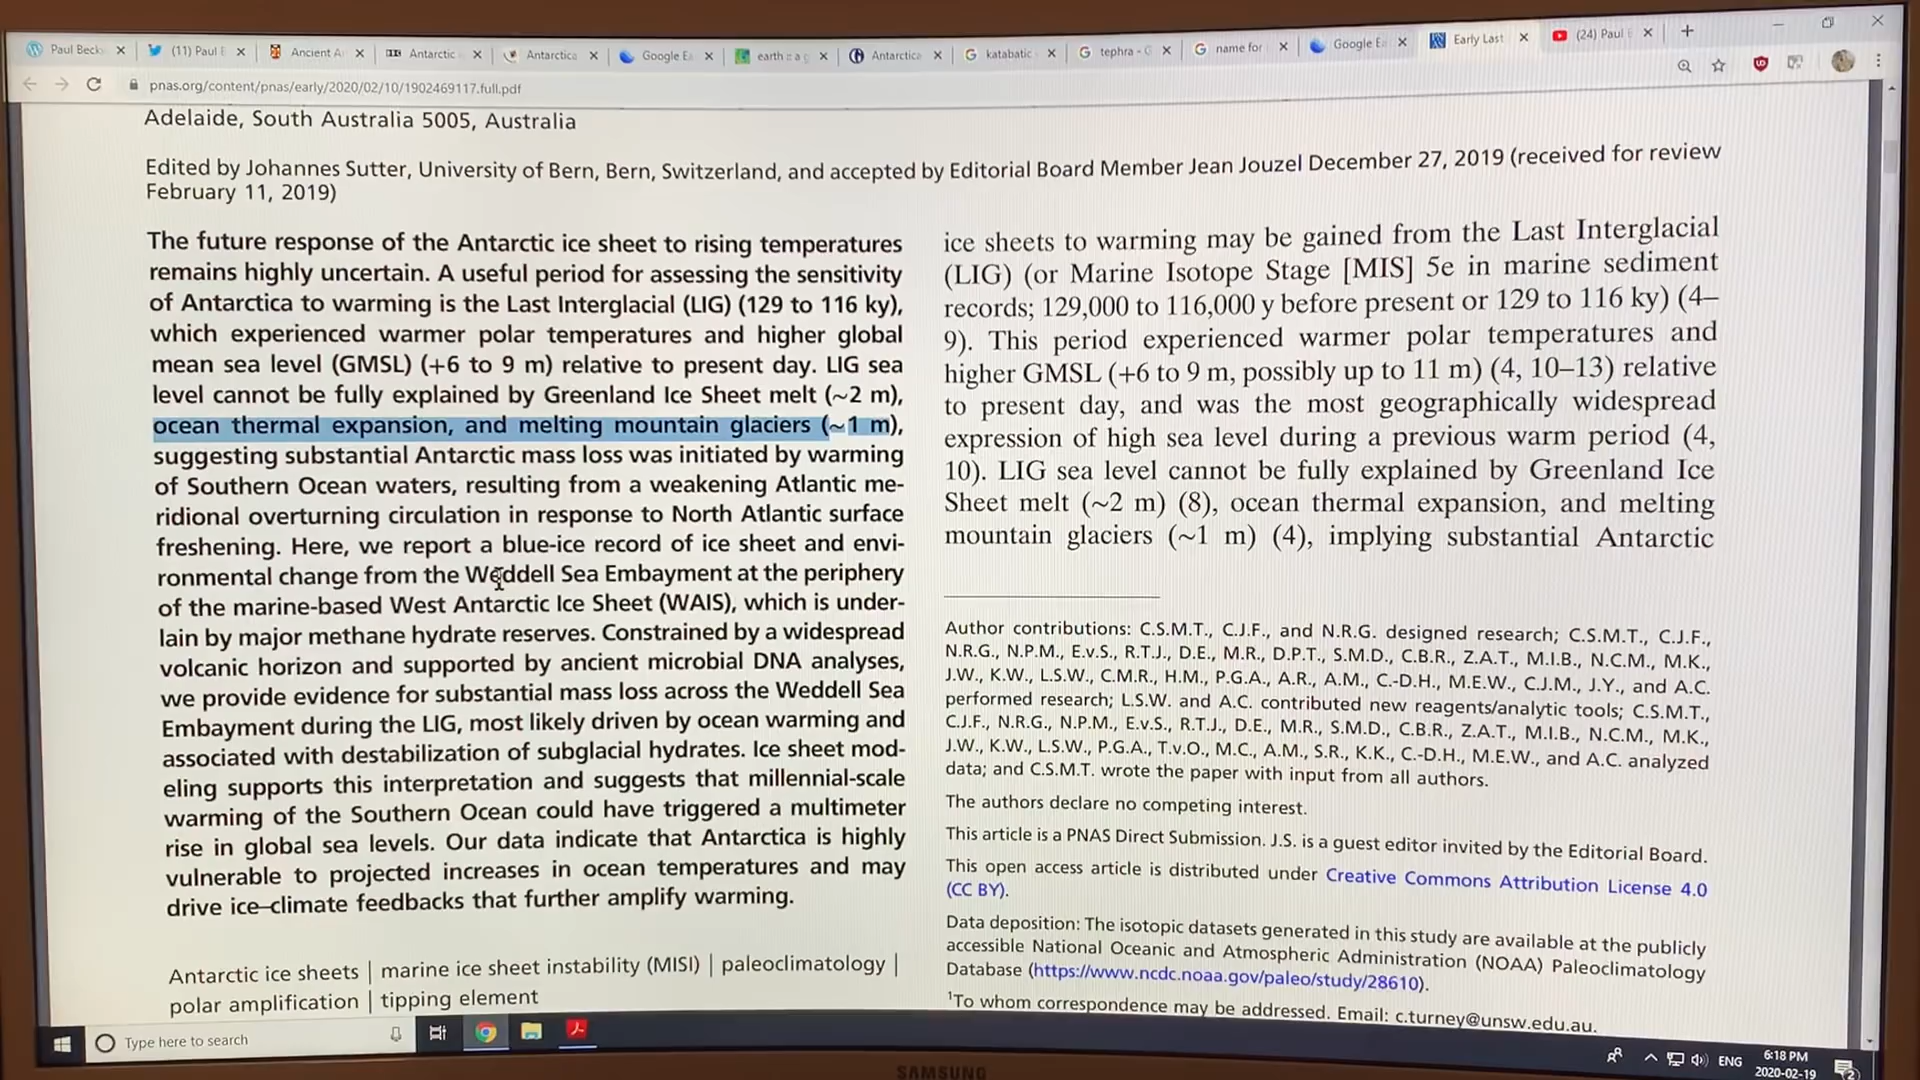 Paul Beck
(11) Paul E
Ancient A
Antarctic
Antarctica
Google Ea
earth :: a g
Antarctica
katabatic
tephra - G
name for
Google Ea
Early Last
(24) Paul E
pnas.org/content/pnas/early/2020/02/10/1902469117.full.pdf
Adelaide, South Australia 5005, Australia
Edited by Johannes Sutter, University of Bern, Bern, Switzerland, and accepted by Editorial Board Member Jean Jouzel December 27, 2019 (received for review
February 11, 2019)
The future response of the Antarctic ice sheet to rising temperatures
remains highly uncertain. A useful period for assessing the sensitivity
of Antarctica to warming is the Last Interglacial (LIG) (129 to 116 ky),
which experienced warmer polar temperatures and higher global
mean sea level (GMSL) (+6 to 9 m) relative to present day. LIG sea
level cannot be fully explained by Greenland Ice Sheet melt (~2 m),
ocean thermal expansion, and melting mountain glaciers (~1 m),
suggesting substantial Antarctic mass loss was initiated by warming
of Southern Ocean waters, resulting from a weakening Atlantic me-
ridional overturning circulation in response to North Atlantic surface
freshening. Here, we report a blue-ice record of ice sheet and envi-
ronmental change from the Weddell Sea Embayment at the periphery
of the marine-based West Antarctic Ice Sheet (WAIS), which is under-
lain by major methane hydrate reserves. Constrained by a widespread
volcanic horizon and supported by ancient microbial DNA analyses,
we provide evidence for substantial mass loss across the Weddell Sea
Embayment during the LIG, most likely driven by ocean warming and
associated with destabilization of subglacial hydrates. Ice sheet mod-
eling supports this interpretation and suggests that millennial-scale
warming of the Southern Ocean could have triggered a multimeter
rise in global sea levels. Our data indicate that Antarctica is highly
vulnerable to projected increases in ocean temperatures and may
drive ice–climate feedbacks that further amplify warming.
Antarctic ice sheets | marine ice sheet instability (MISI) | paleoclimatology |
polar amplification | tipping element
ice sheets to warming may be gained from the Last Interglacial
(LIG) (or Marine Isotope Stage [MIS] 5e in marine sediment
records; 129,000 to 116,000 y before present or 129 to 116 ky) (4–
9). This period experienced warmer polar temperatures and
higher GMSL (+6 to 9 m, possibly up to 11 m) (4, 10–13) relative
to present day, and was the most geographically widespread
expression of high sea level during a previous warm period (4,
10). LIG sea level cannot be fully explained by Greenland Ice
Sheet melt (~2 m) (8), ocean thermal expansion, and melting
mountain glaciers (~1 m) (4), implying substantial Antarctic
Author contributions: C.S.M.T., C.J.F., and N.R.G. designed research; C.S.M.T., C.J.F.,
N.R.G., N.P.M., E.v.S., R.T.J., D.E., M.R., D.P.T., S.M.D., C.B.R., Z.A.T., M.I.B., N.C.M., M.K.,
J.W., K.W., L.S.W., C.M.R., H.M., P.G.A., A.R., A.M., C.-D.H., M.E.W., C.J.M., J.Y., and A.C.
performed research; L.S.W. and A.C. contributed new reagents/analytic tools; C.S.M.T.,
C.J.F., N.R.G., N.P.M., E.v.S., R.T.J., D.E., M.R., S.M.D., C.B.R., Z.A.T., M.I.B., N.C.M., M.K.,
J.W., K.W., L.S.W., P.G.A., T.v.O., M.C., A.M., S.R., K.K., C.-D.H., M.E.W., and A.C. analyzed
data; and C.S.M.T. wrote the paper with input from all authors.
The authors declare no competing interest.
This article is a PNAS Direct Submission. J.S. is a guest editor invited by the Editorial Board.
This open access article is distributed under Creative Commons Attribution License 4.0
(CC BY).
Data deposition: The isotopic datasets generated in this study are available at the publicly
accessible National Oceanic and Atmospheric Administration (NOAA) Paleoclimatology
Database (https://www.ncdc.noaa.gov/paleo/study/28610).
¹To whom correspondence may be addressed. Email: c.turney@unsw.edu.au.
Type here to search
ENG
6:18 PM
2020-02-19
2
SAMSUNG